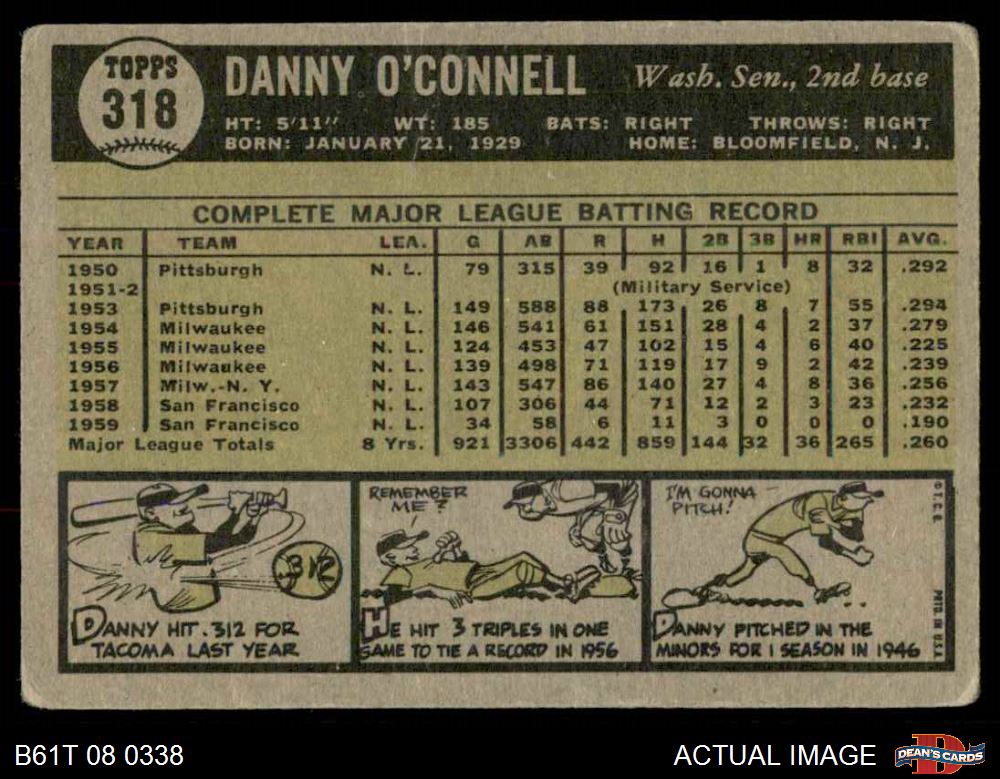 TOPPS
318
DANNY O'CONNELL Wash. Sen., 2nd base
HT: 5'11" WT: 185 BATS: RIGHT THROWS: RIGHT
BORN: JANUARY 21, 1929 HOME: BLOOMFIELD, N. J.
COMPLETE MAJOR LEAGUE BATTING RECORD
YEAR TEAM LEA. G AB R H 2B 3B HR RBI AVG.
1950 Pittsburgh N. L. 79 315 39 92 16 1 8 32 .292
1951-2 (Military Service)
1953 Pittsburgh N. L. 149 588 88 173 26 8 7 55 .294
1954 Milwaukee N. L. 146 541 61 151 28 4 2 37 .279
1955 Milwaukee N. L. 124 453 47 102 15 4 6 40 .225
1956 Milwaukee N. L. 139 498 71 119 17 9 2 42 .239
1957 Milw.-N. Y. N. L. 143 547 86 140 27 4 8 36 .256
1958 San Francisco N. L. 107 306 44 71 12 2 3 23 .232
1959 San Francisco N. L. 34 58 6 11 3 0 0 0 .190
Major League Totals 8 Yrs. 921 3306 442 859 144 32 36 265 .260
.312
DANNY HIT .312 FOR
TACOMA LAST YEAR
REMEMBER
ME?
HE HIT 3 TRIPLES IN ONE
GAME TO TIE A RECORD IN 1956
I'M GONNA
PITCH!
DANNY PITCHED IN THE
MINORS FOR 1 SEASON IN 1946
© T. C. G. PRTD. IN U.S.A.
B61T 08 0338
ACTUAL IMAGE
DEAN'S CARDS